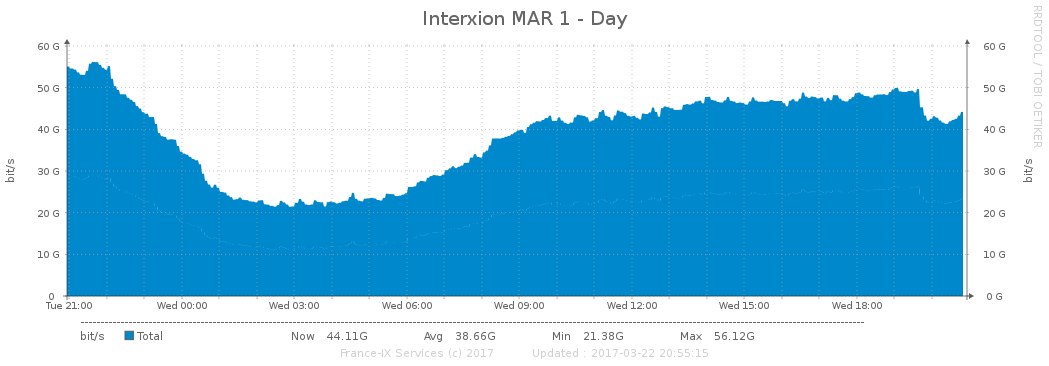 Interxion MAR 1 - Day
RRDTOOL / TOBI OETIKER
bit/s
60 G
50 G
40 G
30 G
20 G
10 G
0
60 G
50 G
40 G
30 G
20 G
10 G
0 G
bit/s
Tue 21:00 Wed 00:00 Wed 03:00 Wed 06:00 Wed 09:00 Wed 12:00 Wed 15:00 Wed 18:00
bit/s Total Now 44.11G Avg 38.66G Min 21.38G Max 56.12G
France-IX Services (c) 2017 Updated : 2017-03-22 20:55:15